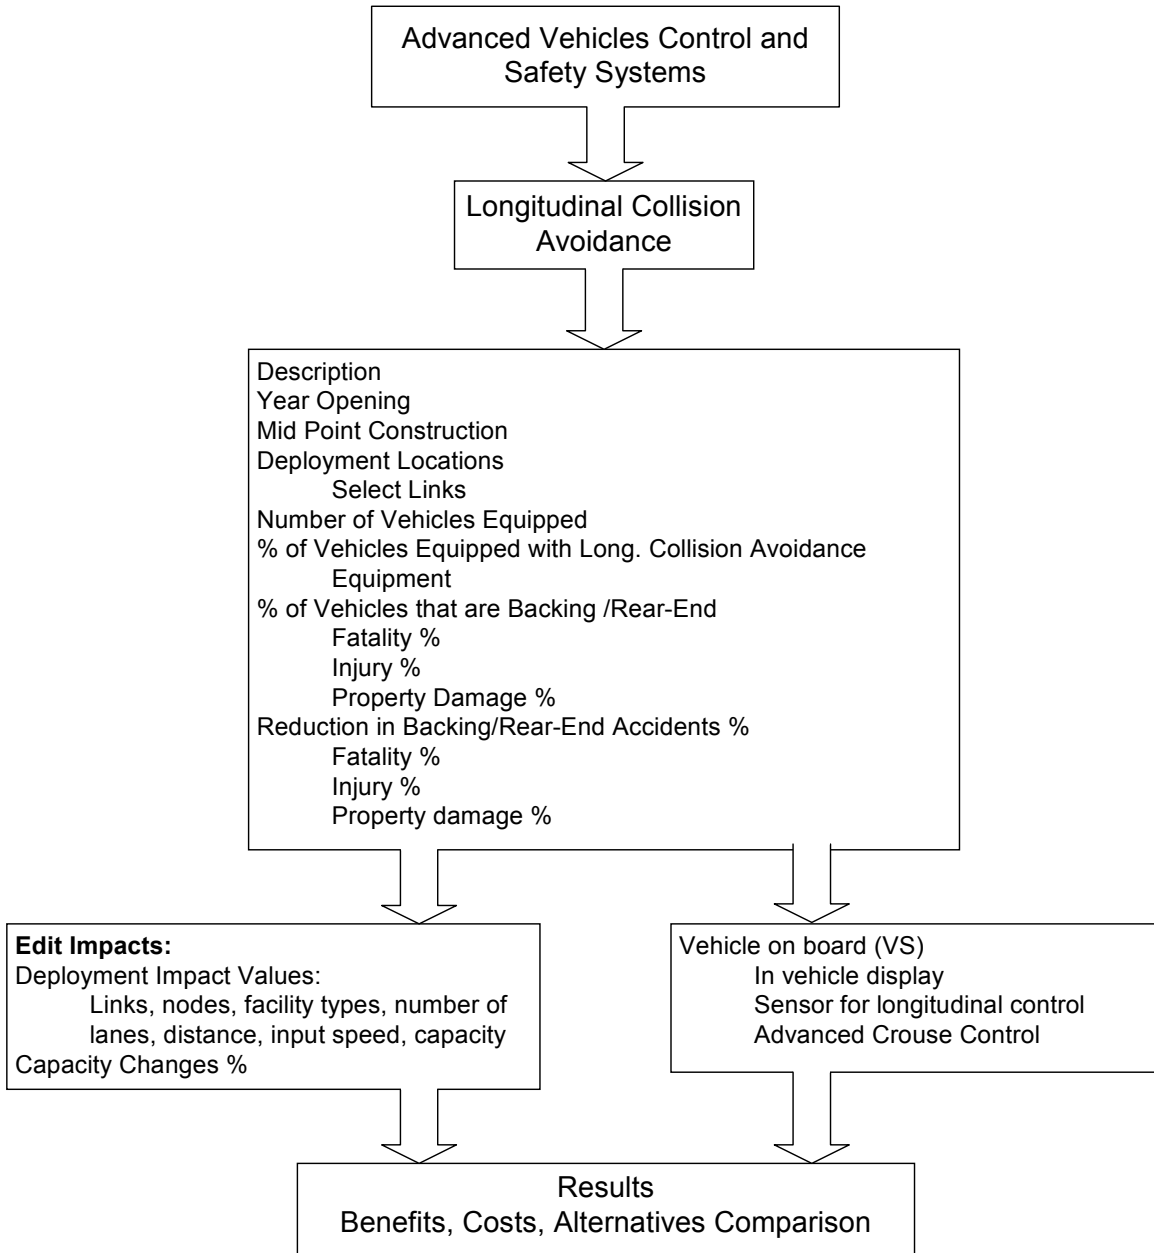 Advanced Vehicles Control and
Safety Systems
Longitudinal Collision
Avoidance
Description
Year Opening
Mid Point Construction
Deployment Locations
Select Links
Number of Vehicles Equipped
% of Vehicles Equipped with Long. Collision Avoidance
Equipment
% of Vehicles that are Backing /Rear-End
Fatality %
Injury %
Property Damage %
Reduction in Backing/Rear-End Accidents %
Fatality %
Injury %
Property damage %
Edit Impacts:
Deployment Impact Values:
Links, nodes, facility types, number of
lanes, distance, input speed, capacity
Capacity Changes %
Vehicle on board (VS)
In vehicle display
Sensor for longitudinal control
Advanced Crouse Control
Results
Benefits, Costs, Alternatives Comparison